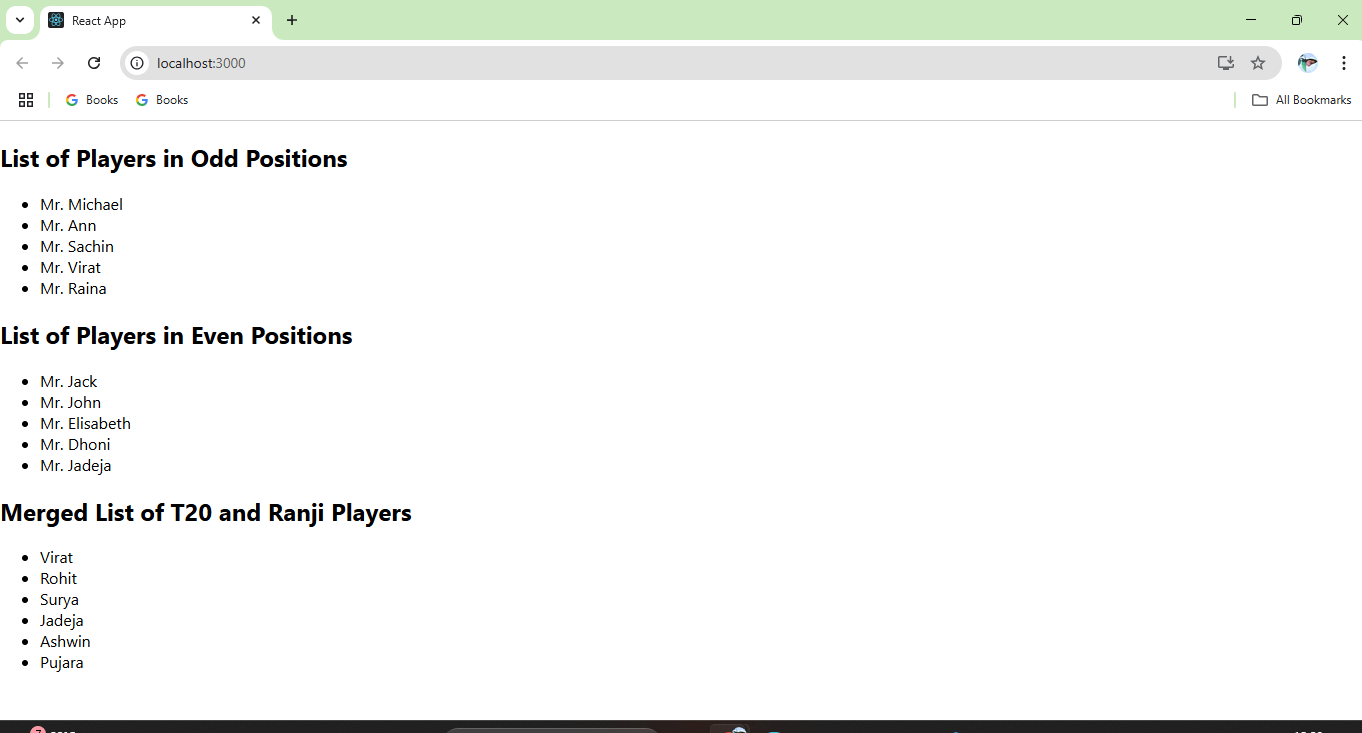 React App
localhost:3000
Books Books All Bookmarks
List of Players in Odd Positions
Mr. Michael
Mr. Ann
Mr. Sachin
Mr. Virat
Mr. Raina
List of Players in Even Positions
Mr. Jack
Mr. John
Mr. Elisabeth
Mr. Dhoni
Mr. Jadeja
Merged List of T20 and Ranji Players
Virat
Rohit
Surya
Jadeja
Ashwin
Pujara